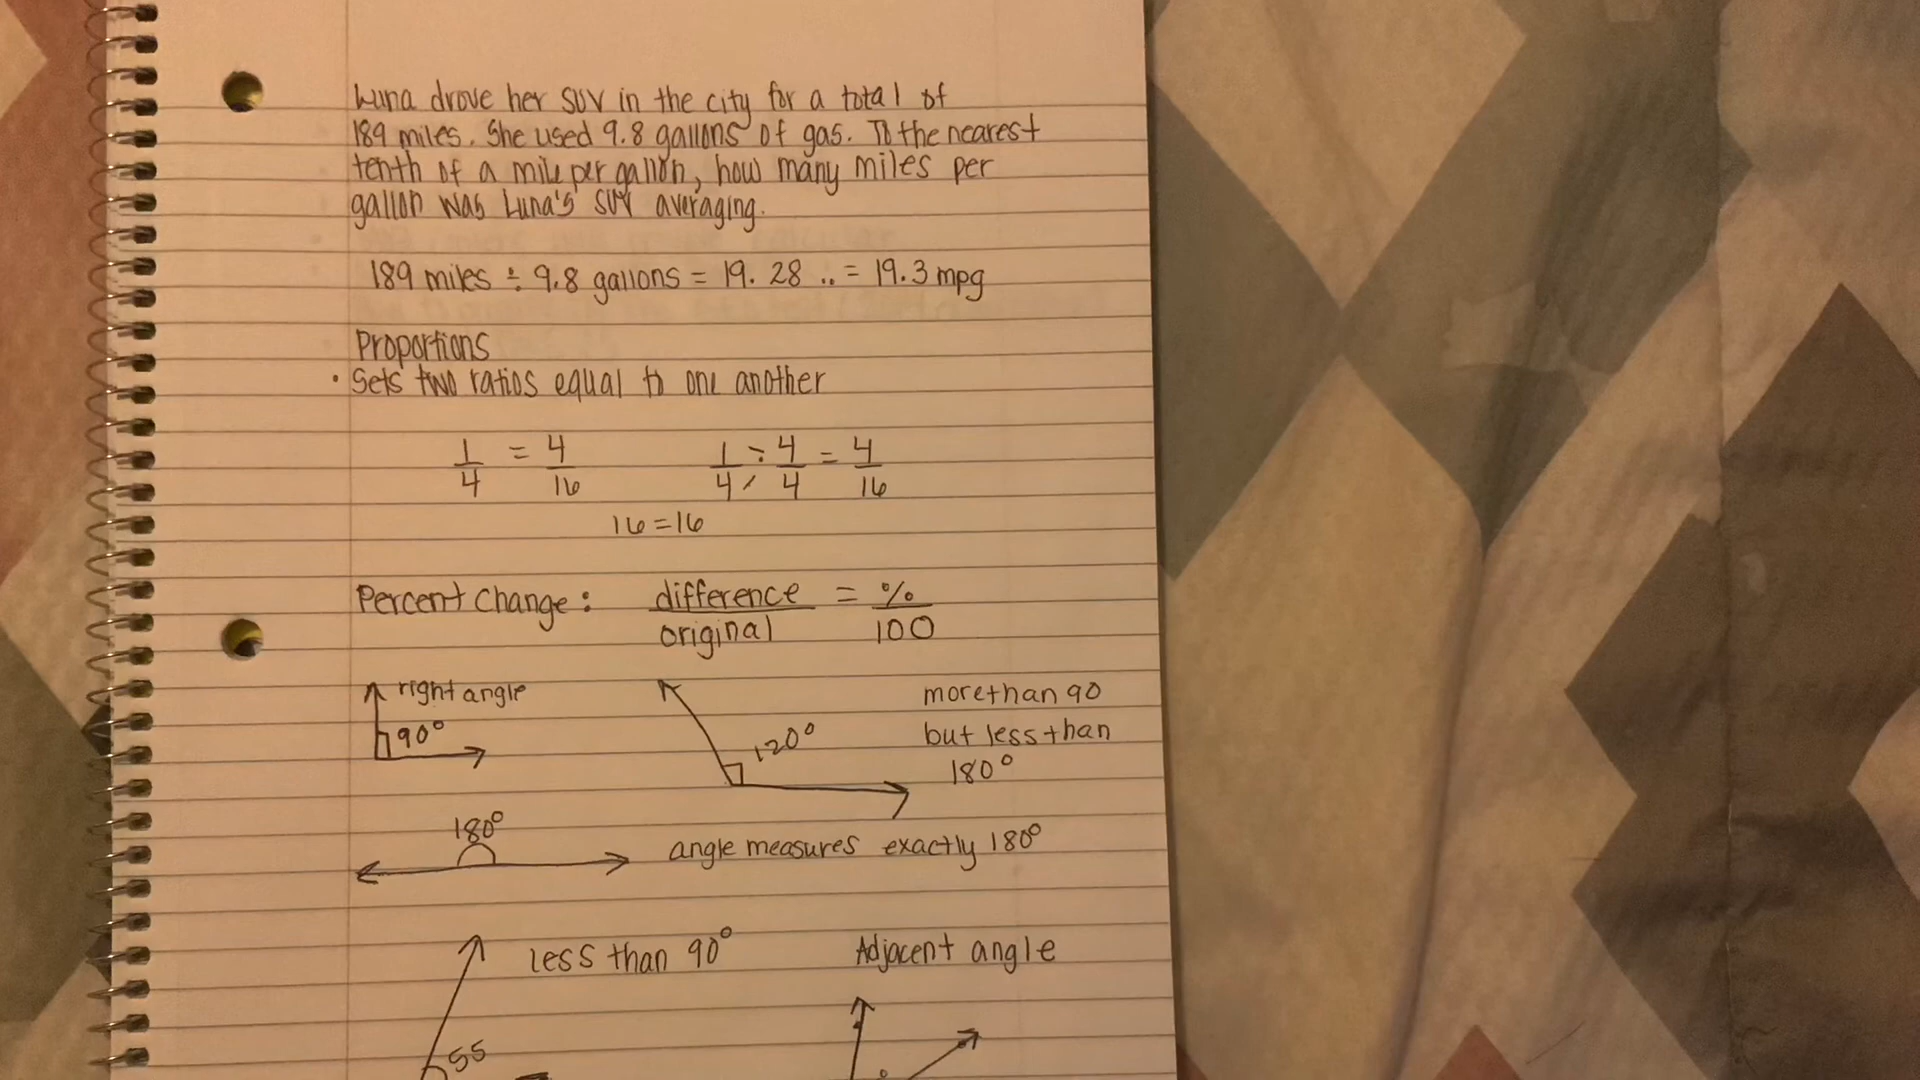 Luna drove her SUV in the city for a total of
189 miles. She used 9.8 gallons of gas. To the nearest
tenth of a mile per gallon, how many miles per
gallon was Luna's SUV averaging.
189 miles ÷ 9.8 gallons = 19.28 .. = 19.3 mpg
Proportions
• Sets two ratios equal to one another
1/4 = 4/16    1/4 ÷ 4/4 = 4/16
16 = 16
Percent Change: difference/original = %/100
right angle
90°
120°
more than 90
but less than
180°
180°
angle measures exactly 180°
less than 90°
Adjacent angle
55